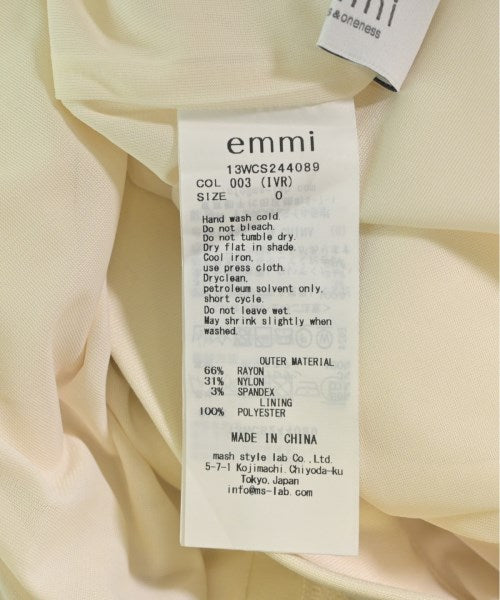 & oneness
emmi
13WCS244089
COL 003 (IVR)
SIZE 0
Hand wash cold.
Do not bleach.
Do not tumble dry.
Dry flat in shade.
Cool iron,
use press cloth.
Dryclean,
petroleum solvent only,
short cycle.
Do not leave wet.
May shrink slightly when
washed.
OUTER MATERIAL
66% RAYON
31% NYLON
3% SPANDEX
LINING
100% POLYESTER
MADE IN CHINA
mash style lab Co.,Ltd.
5-7-1 Kojimachi,Chiyoda-ku
Tokyo,Japan
info@ms-lab.com